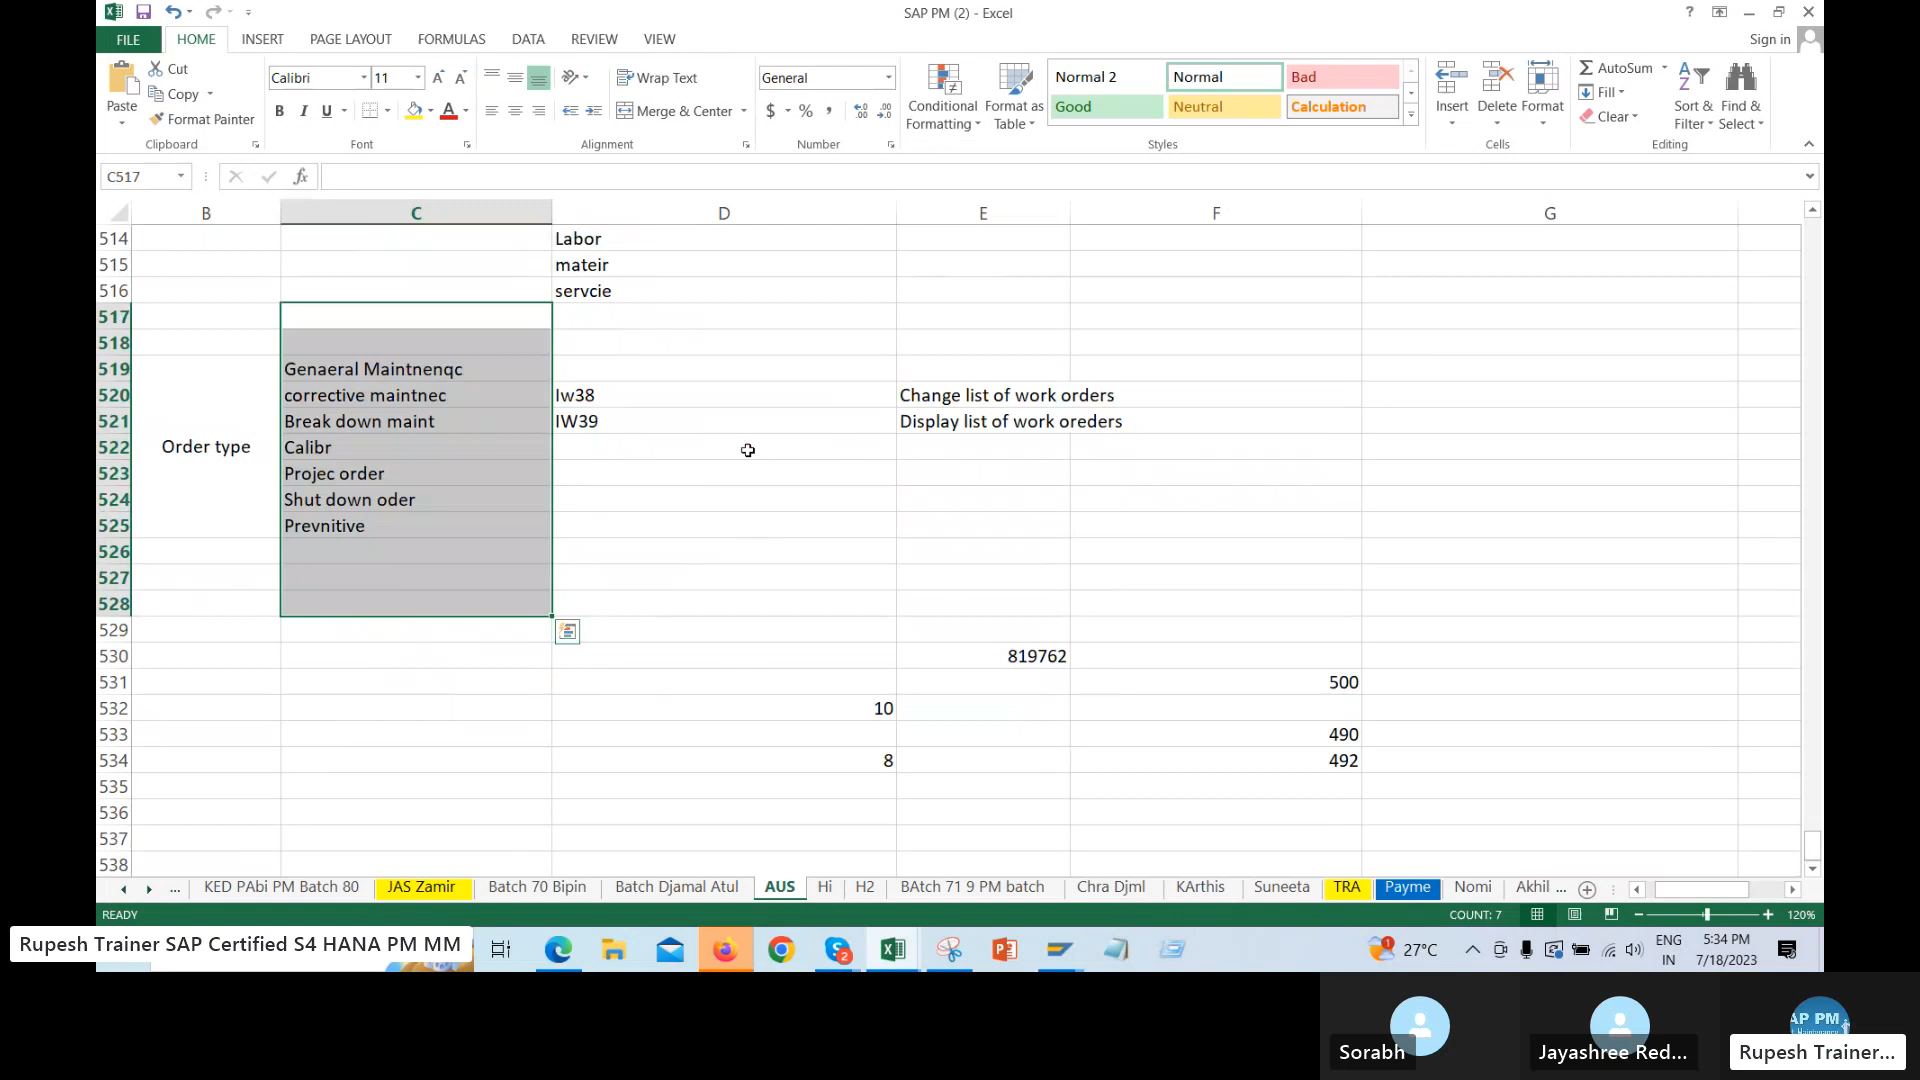 SAP PM (2) - Excel
?
FILE HOME INSERT PAGE LAYOUT FORMULAS DATA REVIEW VIEW Sign in
Paste Cut Copy Format Painter Clipboard
Calibri 11 B I U A Font
Wrap Text Merge & Center Alignment
General $ % , Number
Conditional Formatting Format as Table
Normal 2 Normal Bad
Good Neutral Calculation
Styles
Insert Delete Format Cells
AutoSum Fill Clear Sort & Filter Find & Select Editing
C517 fx
B C D E F G
514 Labor
515 mateir
516 servcie
517
518
519 Genaeral Maintnenqc
520 corrective maintnec Iw38 Change list of work orders
521 Break down maint IW39 Display list of work oreders
522 Order type Calibr
523 Projec order
524 Shut down oder
525 Prevnitive
526
527
528
529
530 819762
531 500
532 10
533 490
534 8 492
535
536
537
538
... KED PAbi PM Batch 80 JAS Zamir Batch 70 Bipin Batch Djamal Atul AUS Hi H2 BAtch 71 9 PM batch Chra Djml KArthis Suneeta TRA Payme Nomi Akhil ...
READY COUNT: 7 120%
Rupesh Trainer SAP Certified S4 HANA PM MM
2 1 27°C ENG IN 5:34 PM 7/18/2023
AP PM
Sorabh Jayashree Red... Rupesh Trainer...